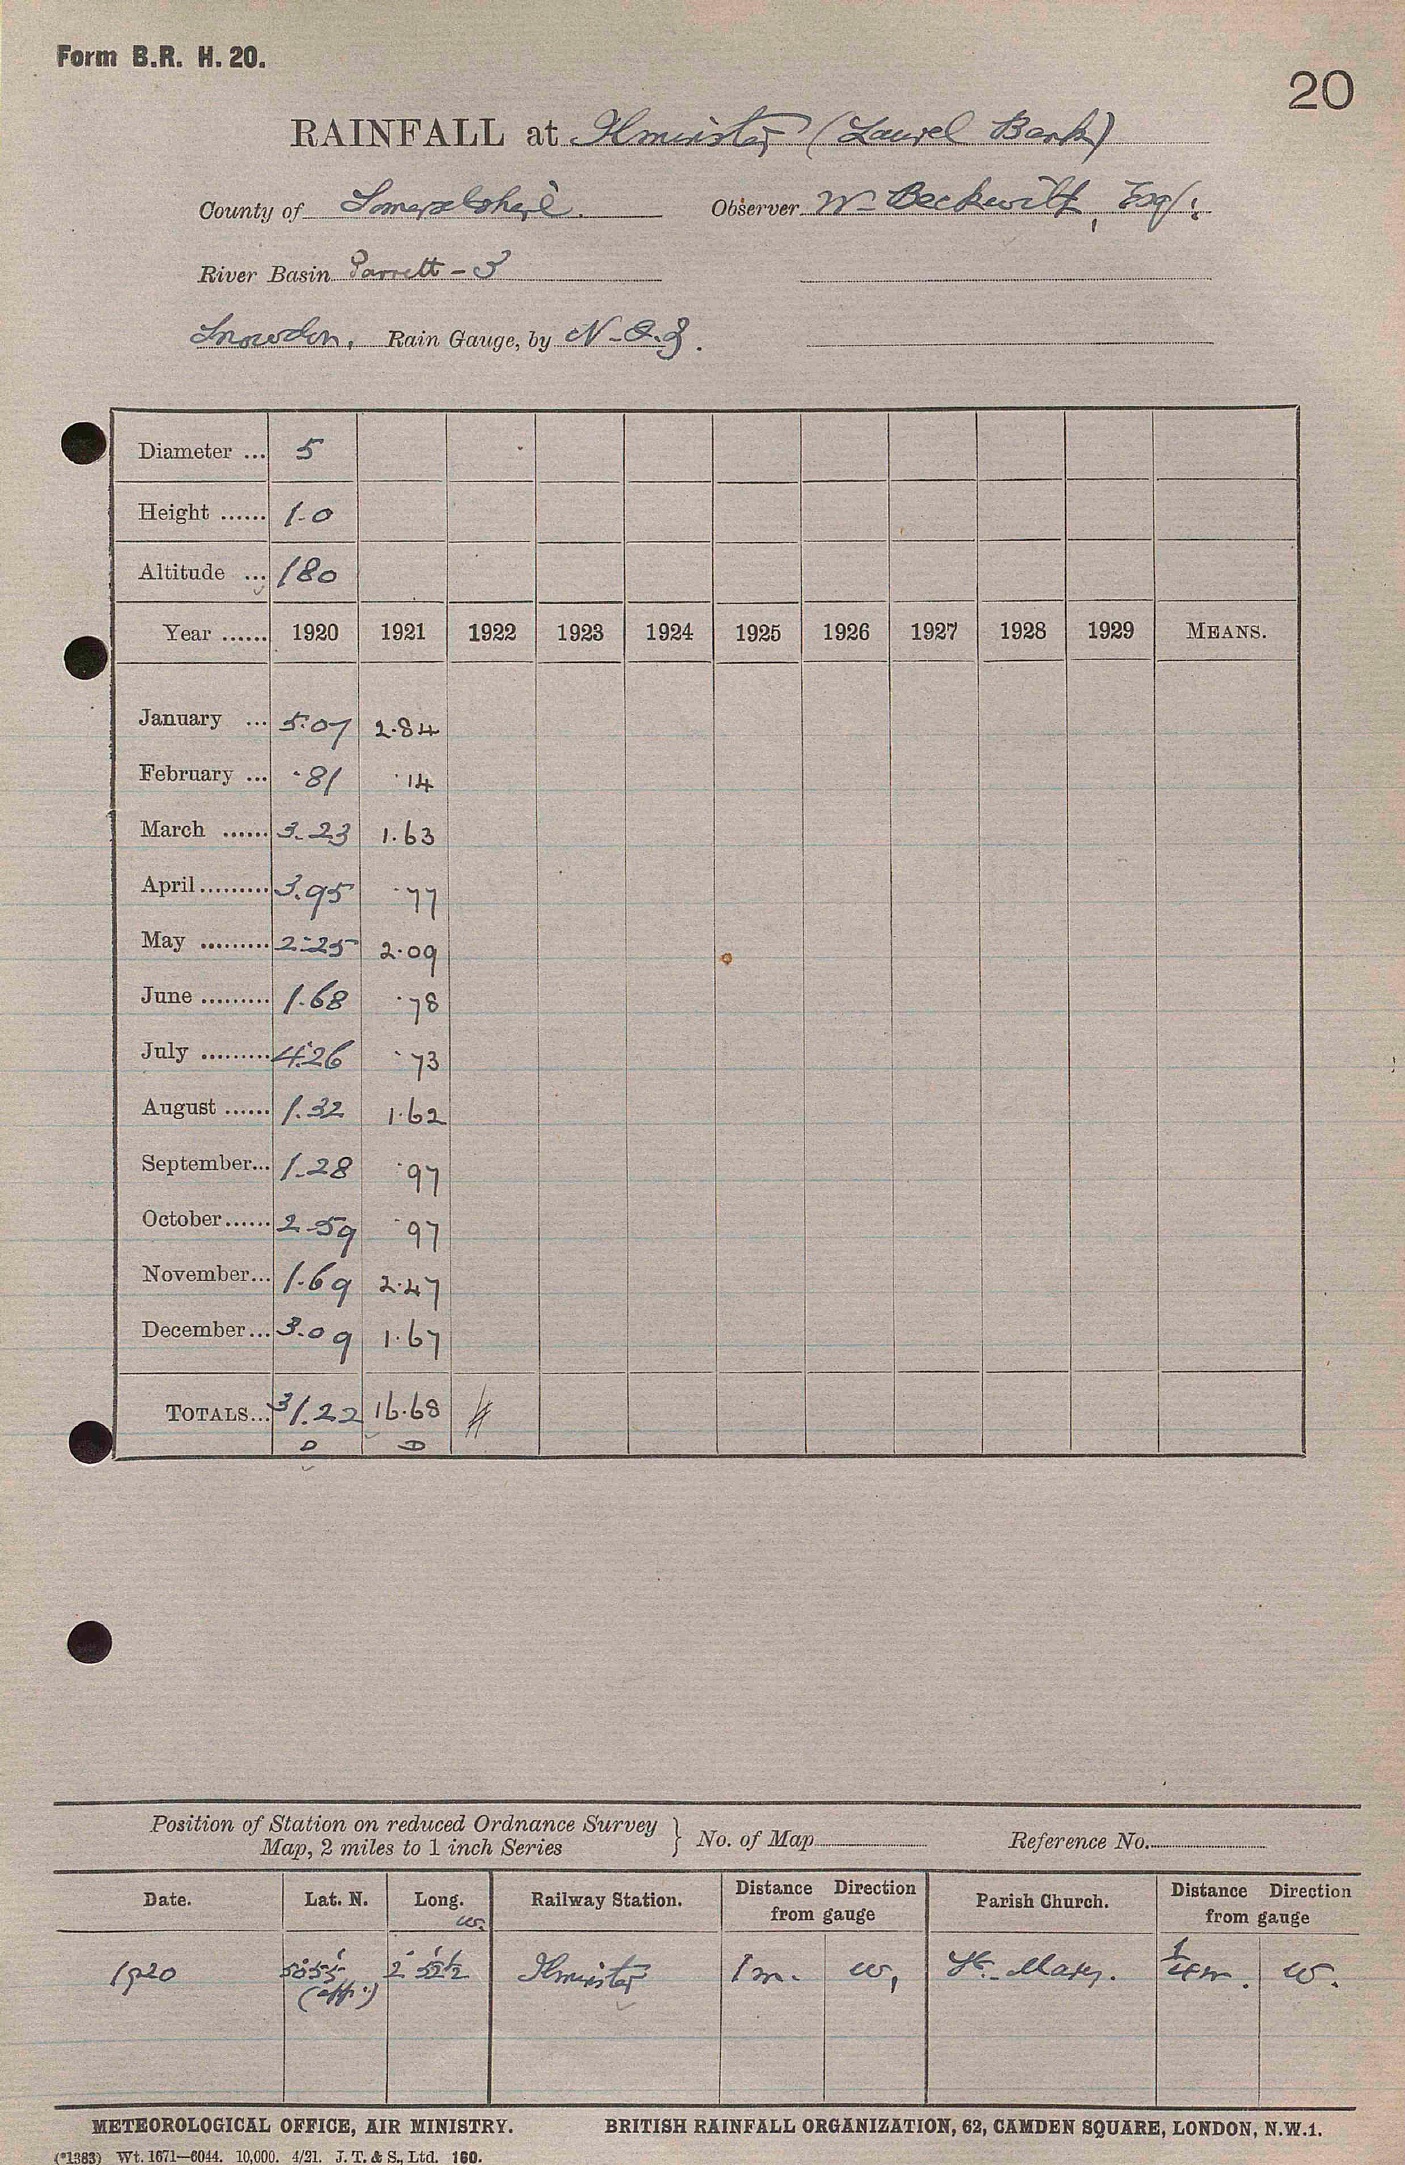 Form B.R. H. 20.
20
RAINFALL at Ilminster (Laurel Bank)
County of Somersetshire. Observer W. Beckwith, Esq:
River Basin Parrett - 3
Snowdon, Rain Gauge, by N. & Z.
Diameter ... 5
Height ...... 1.0
Altitude ... 180
Year ...... 1920 1921 1922 1923 1924 1925 1926 1927 1928 1929 MEANS.
January ... 5.07 2.84
February ... .81 .14
March ...... 3.23 1.63
April ......... 3.95 .77
May ......... 2.25 2.09
June ......... 1.68 .78
July ......... 4.26 .73
August ...... 1.32 1.62
September... 1.28 .97
October...... 2.59 .97
November... 1.69 2.47
December... 3.09 1.67
TOTALS... 31.22 16.68
D D
Position of Station on reduced Ordnance Survey
Map, 2 miles to 1 inch Series } No. of Map Reference No.
Date. Lat. N. Long. W. Railway Station. Distance Direction from gauge Parish Church. Distance Direction from gauge
1920 50° 55' (app.) 2° 52'½ Ilminster 1 m. W. St. Mary. ¼ m. W.
METEOROLOGICAL OFFICE, AIR MINISTRY. BRITISH RAINFALL ORGANIZATION, 62, CAMDEN SQUARE, LONDON, N.W.1.
(*1383) Wt. 1671—6044. 10,000. 4/21. J. T. & S., Ltd. 160.